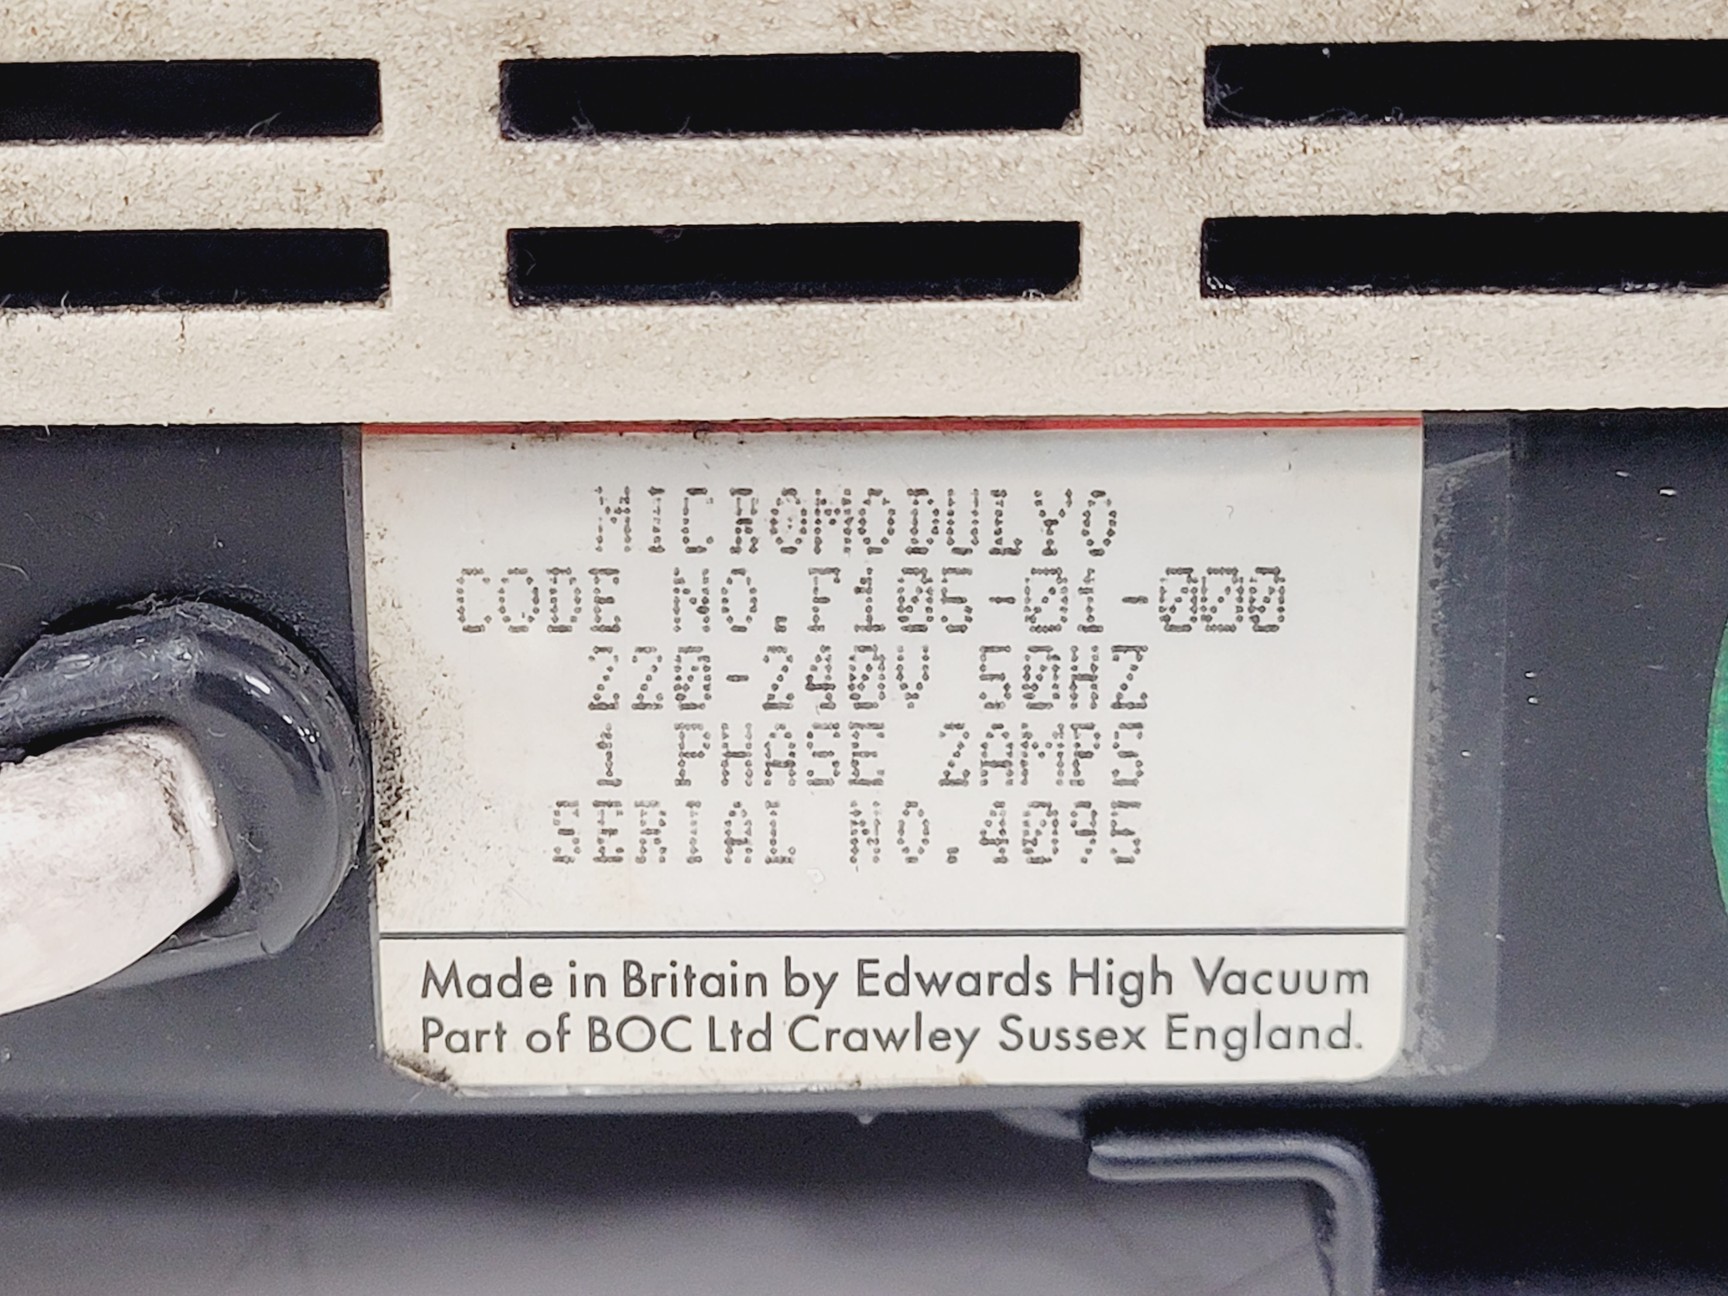 MICROMODULYO
CODE NO.F105-01-000
220-240V 50HZ
1 PHASE 2AMPS
SERIAL NO.4095
Made in Britain by Edwards High Vacuum
Part of BOC Ltd Crawley Sussex England.